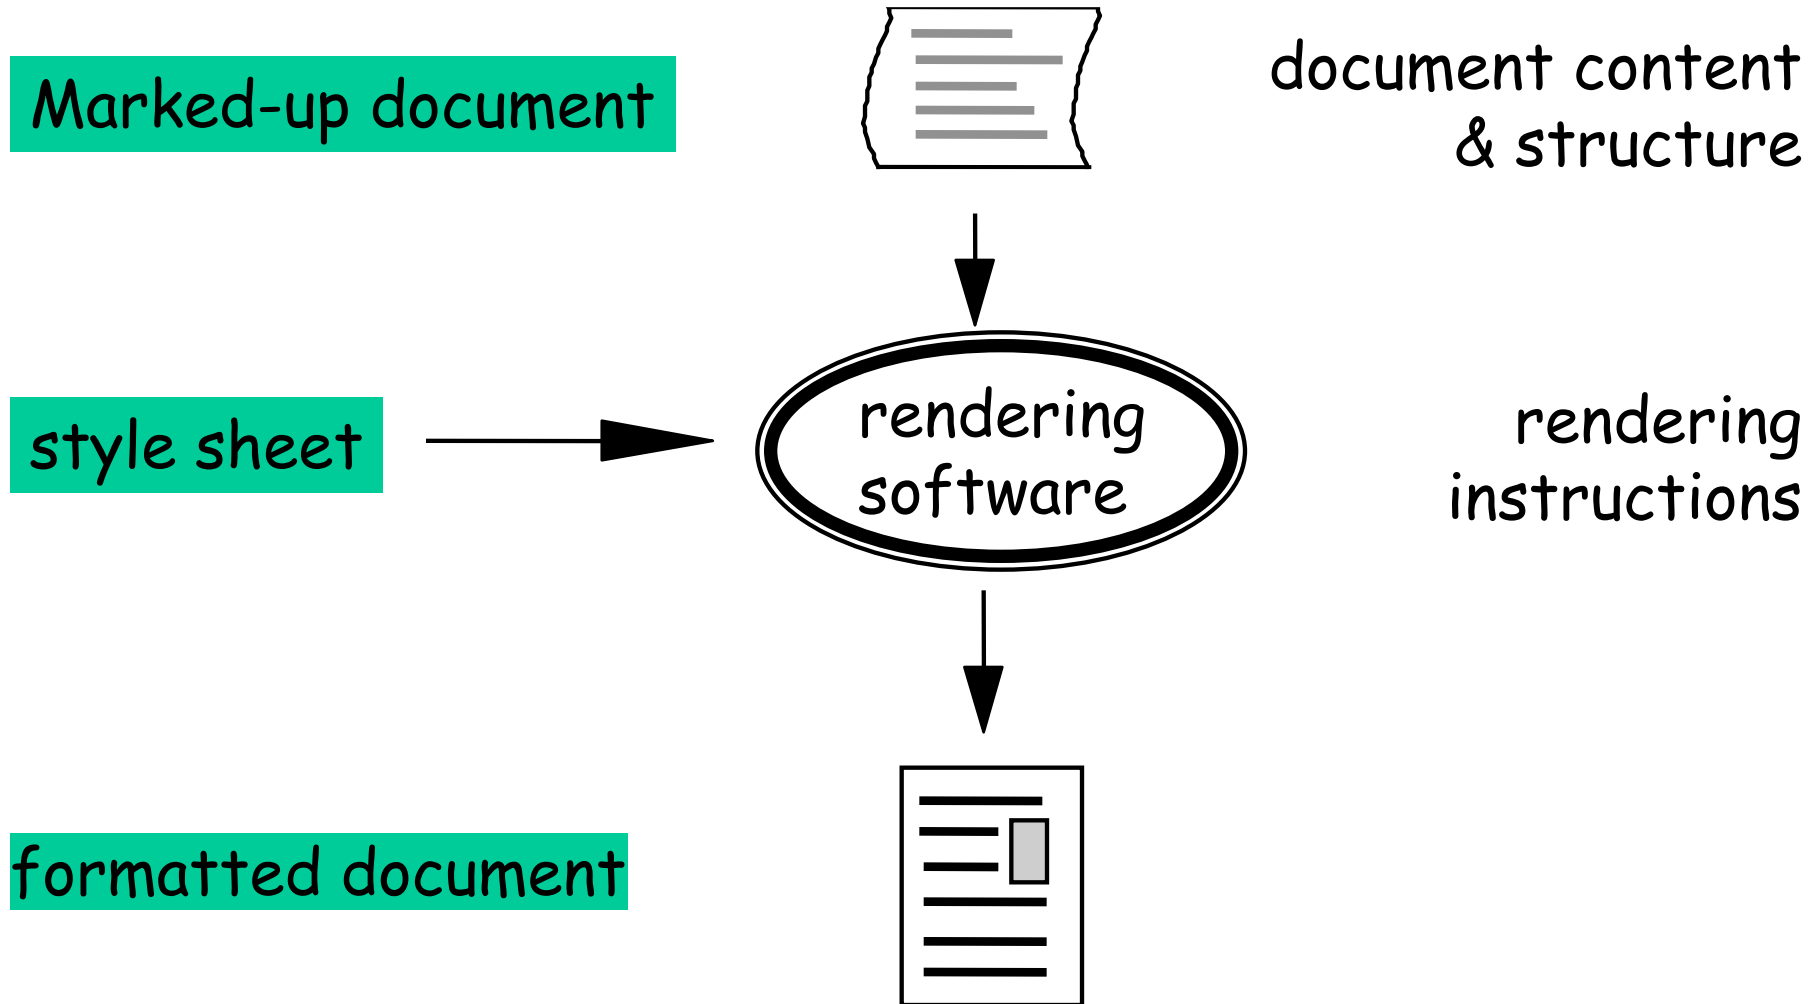 Marked-up document
document content
& structure
style sheet
rendering
software
rendering
instructions
formatted document